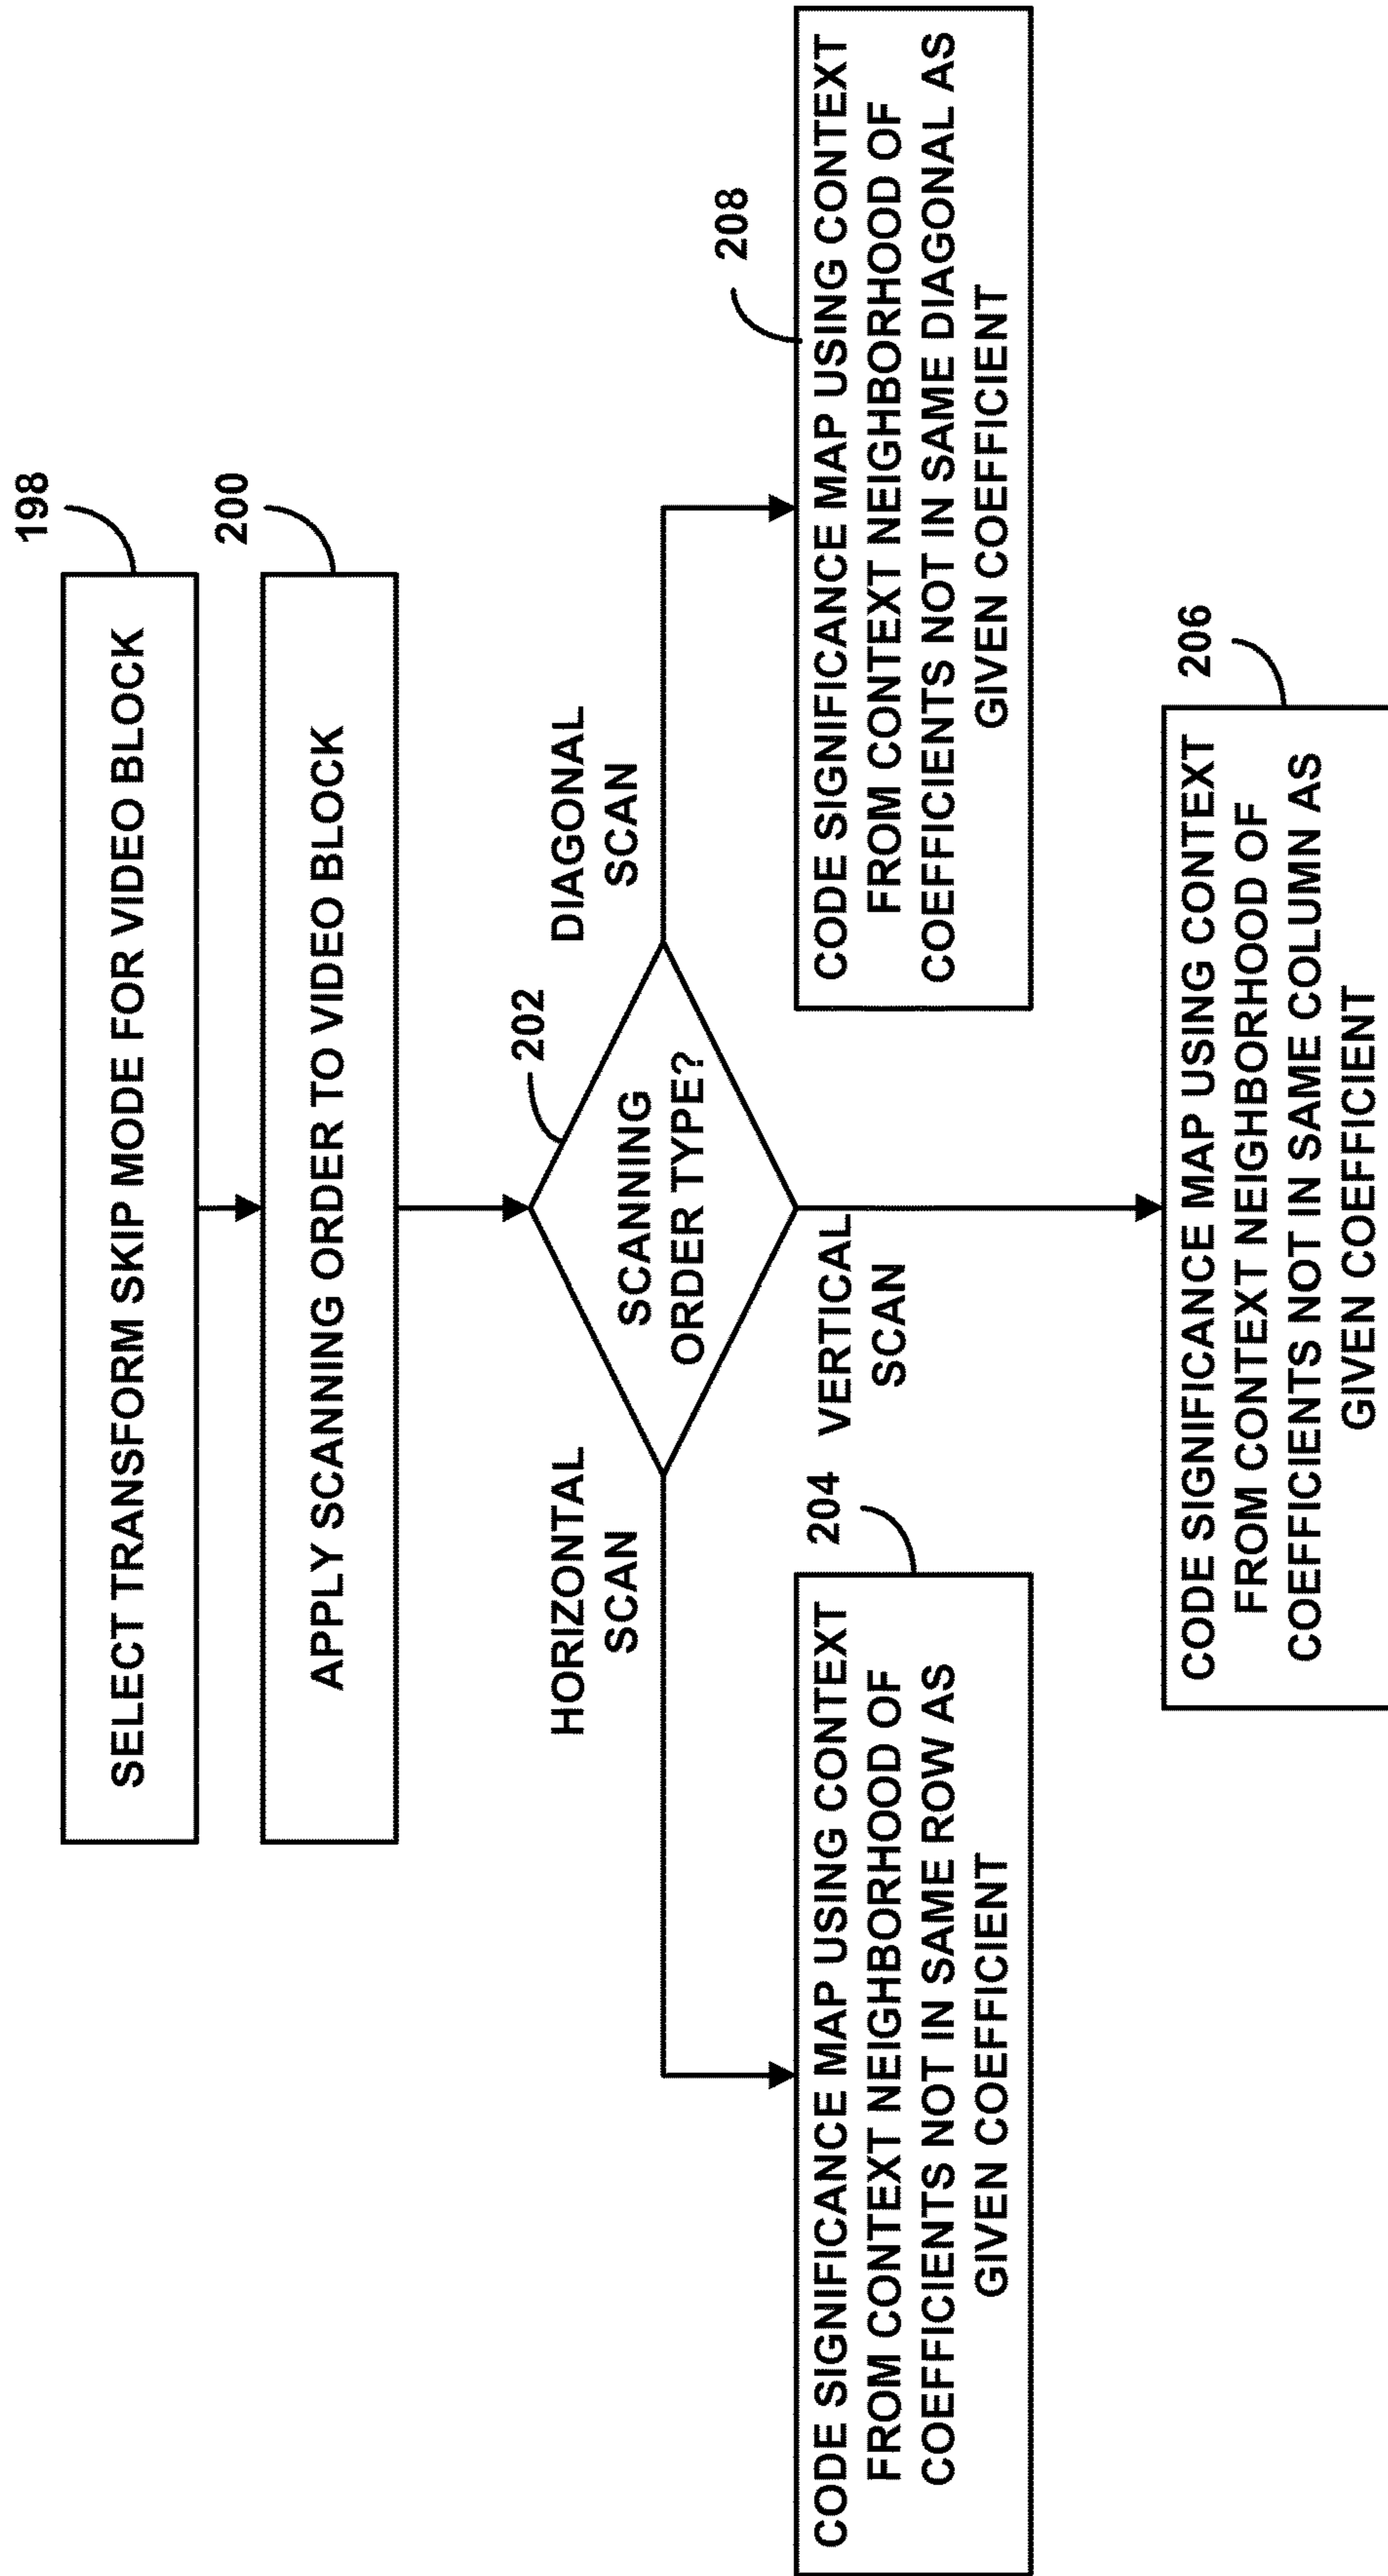 198
SELECT TRANSFORM SKIP MODE FOR VIDEO BLOCK
200
APPLY SCANNING ORDER TO VIDEO BLOCK
202
SCANNING
ORDER TYPE?
HORIZONTAL
SCAN
DIAGONAL
SCAN
VERTICAL
SCAN
204
CODE SIGNIFICANCE MAP USING CONTEXT
FROM CONTEXT NEIGHBORHOOD OF
COEFFICIENTS NOT IN SAME ROW AS
GIVEN COEFFICIENT
208
CODE SIGNIFICANCE MAP USING CONTEXT
FROM CONTEXT NEIGHBORHOOD OF
COEFFICIENTS NOT IN SAME DIAGONAL AS
GIVEN COEFFICIENT
206
CODE SIGNIFICANCE MAP USING CONTEXT
FROM CONTEXT NEIGHBORHOOD OF
COEFFICIENTS NOT IN SAME COLUMN AS
GIVEN COEFFICIENT